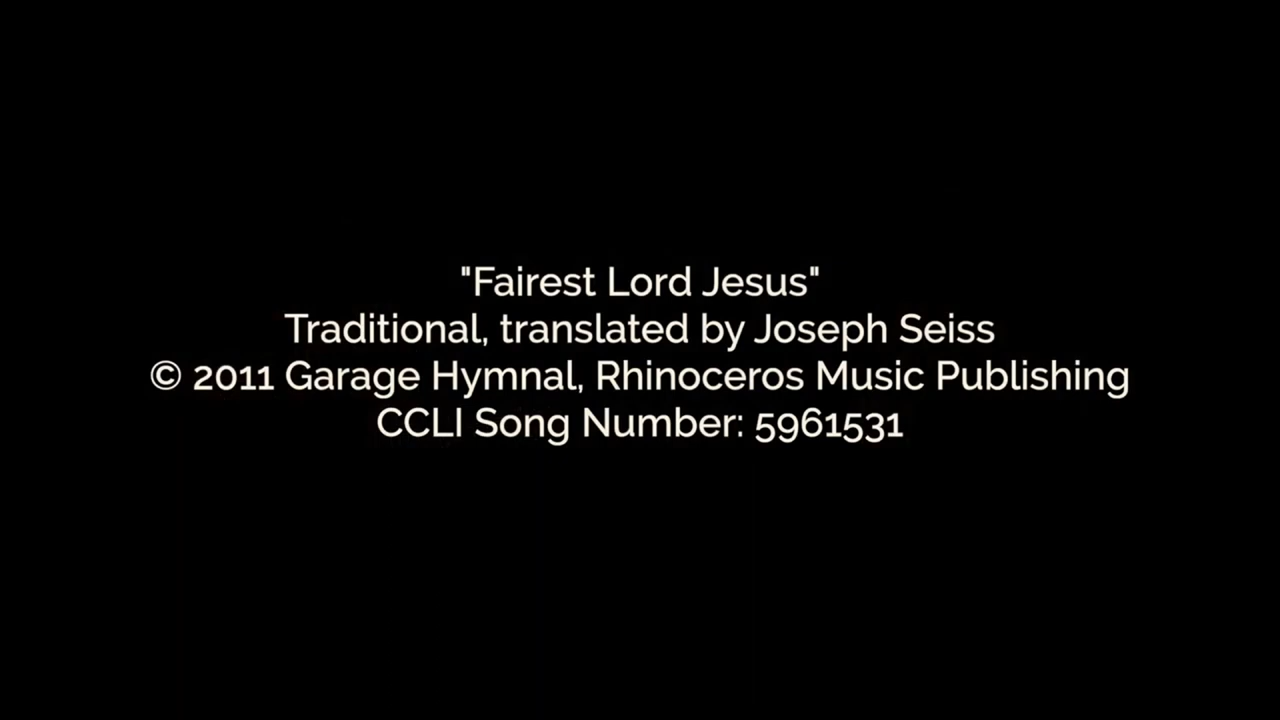 "Fairest Lord Jesus"
Traditional, translated by Joseph Seiss
© 2011 Garage Hymnal, Rhinoceros Music Publishing
CCLI Song Number: 5961531